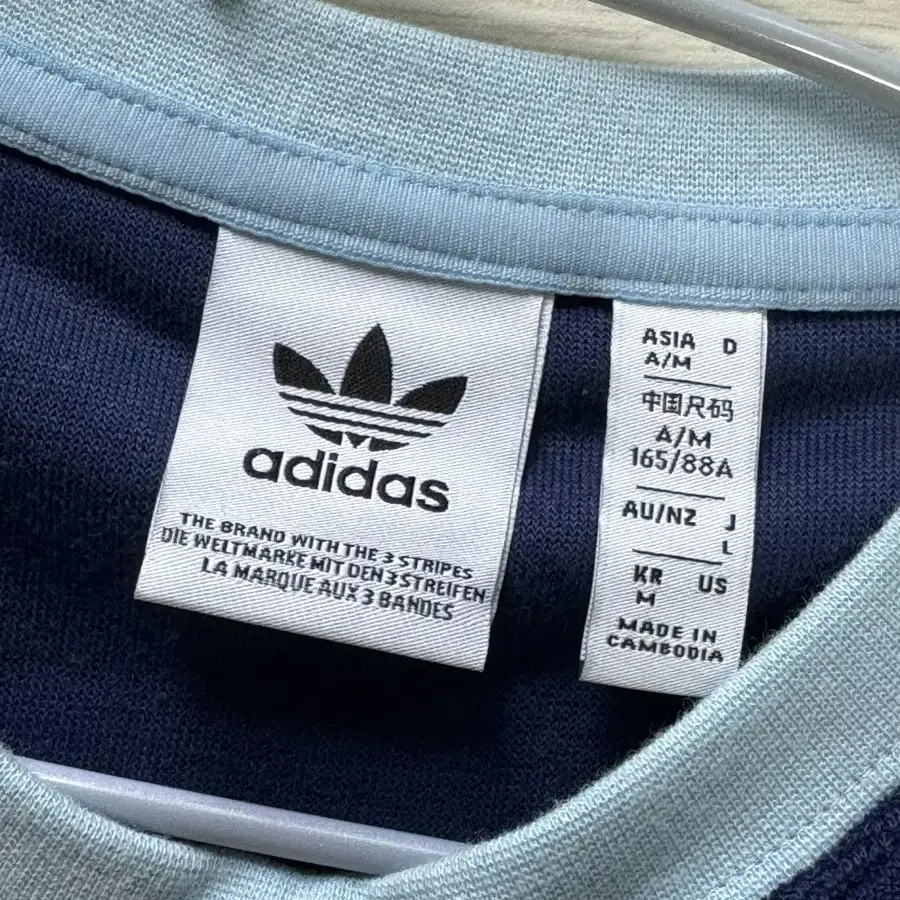 adidas
THE BRAND WITH THE 3 STRIPES
DIE WELTMARKE MIT DEN 3 STREIFEN
LA MARQUE AUX 3 BANDES
ASIA D
A/M
中国尺码
A/M
165/88A
AU/NZ J
L
KR US
M
MADE IN
CAMBODIA